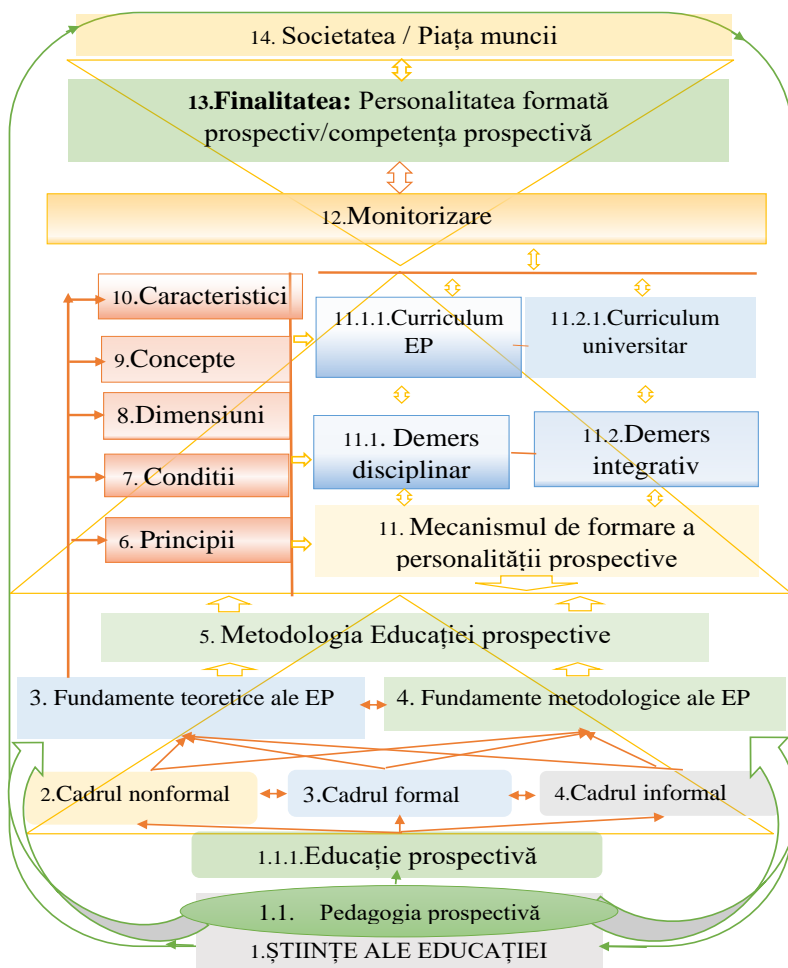 14. Societatea / Piața muncii
13.Finalitatea: Personalitatea formată
prospectiv/competența prospectivă
12.Monitorizare
10.Caracteristici
11.1.1.Curriculum
EP
11.2.1.Curriculum
universitar
9.Concepte
8.Dimensiuni
11.1. Demers
disciplinar
11.2.Demers
integrativ
7. Conditii
6. Principii
11. Mecanismul de formare a
personalității prospective
5. Metodologia Educației prospective
3. Fundamente teoretice ale EP
4. Fundamente metodologice ale EP
2.Cadrul nonformal
3.Cadrul formal
4.Cadrul informal
1.1.1.Educație prospectivă
1.1. Pedagogia prospectivă
1.ȘTIINȚE ALE EDUCAȚIEI